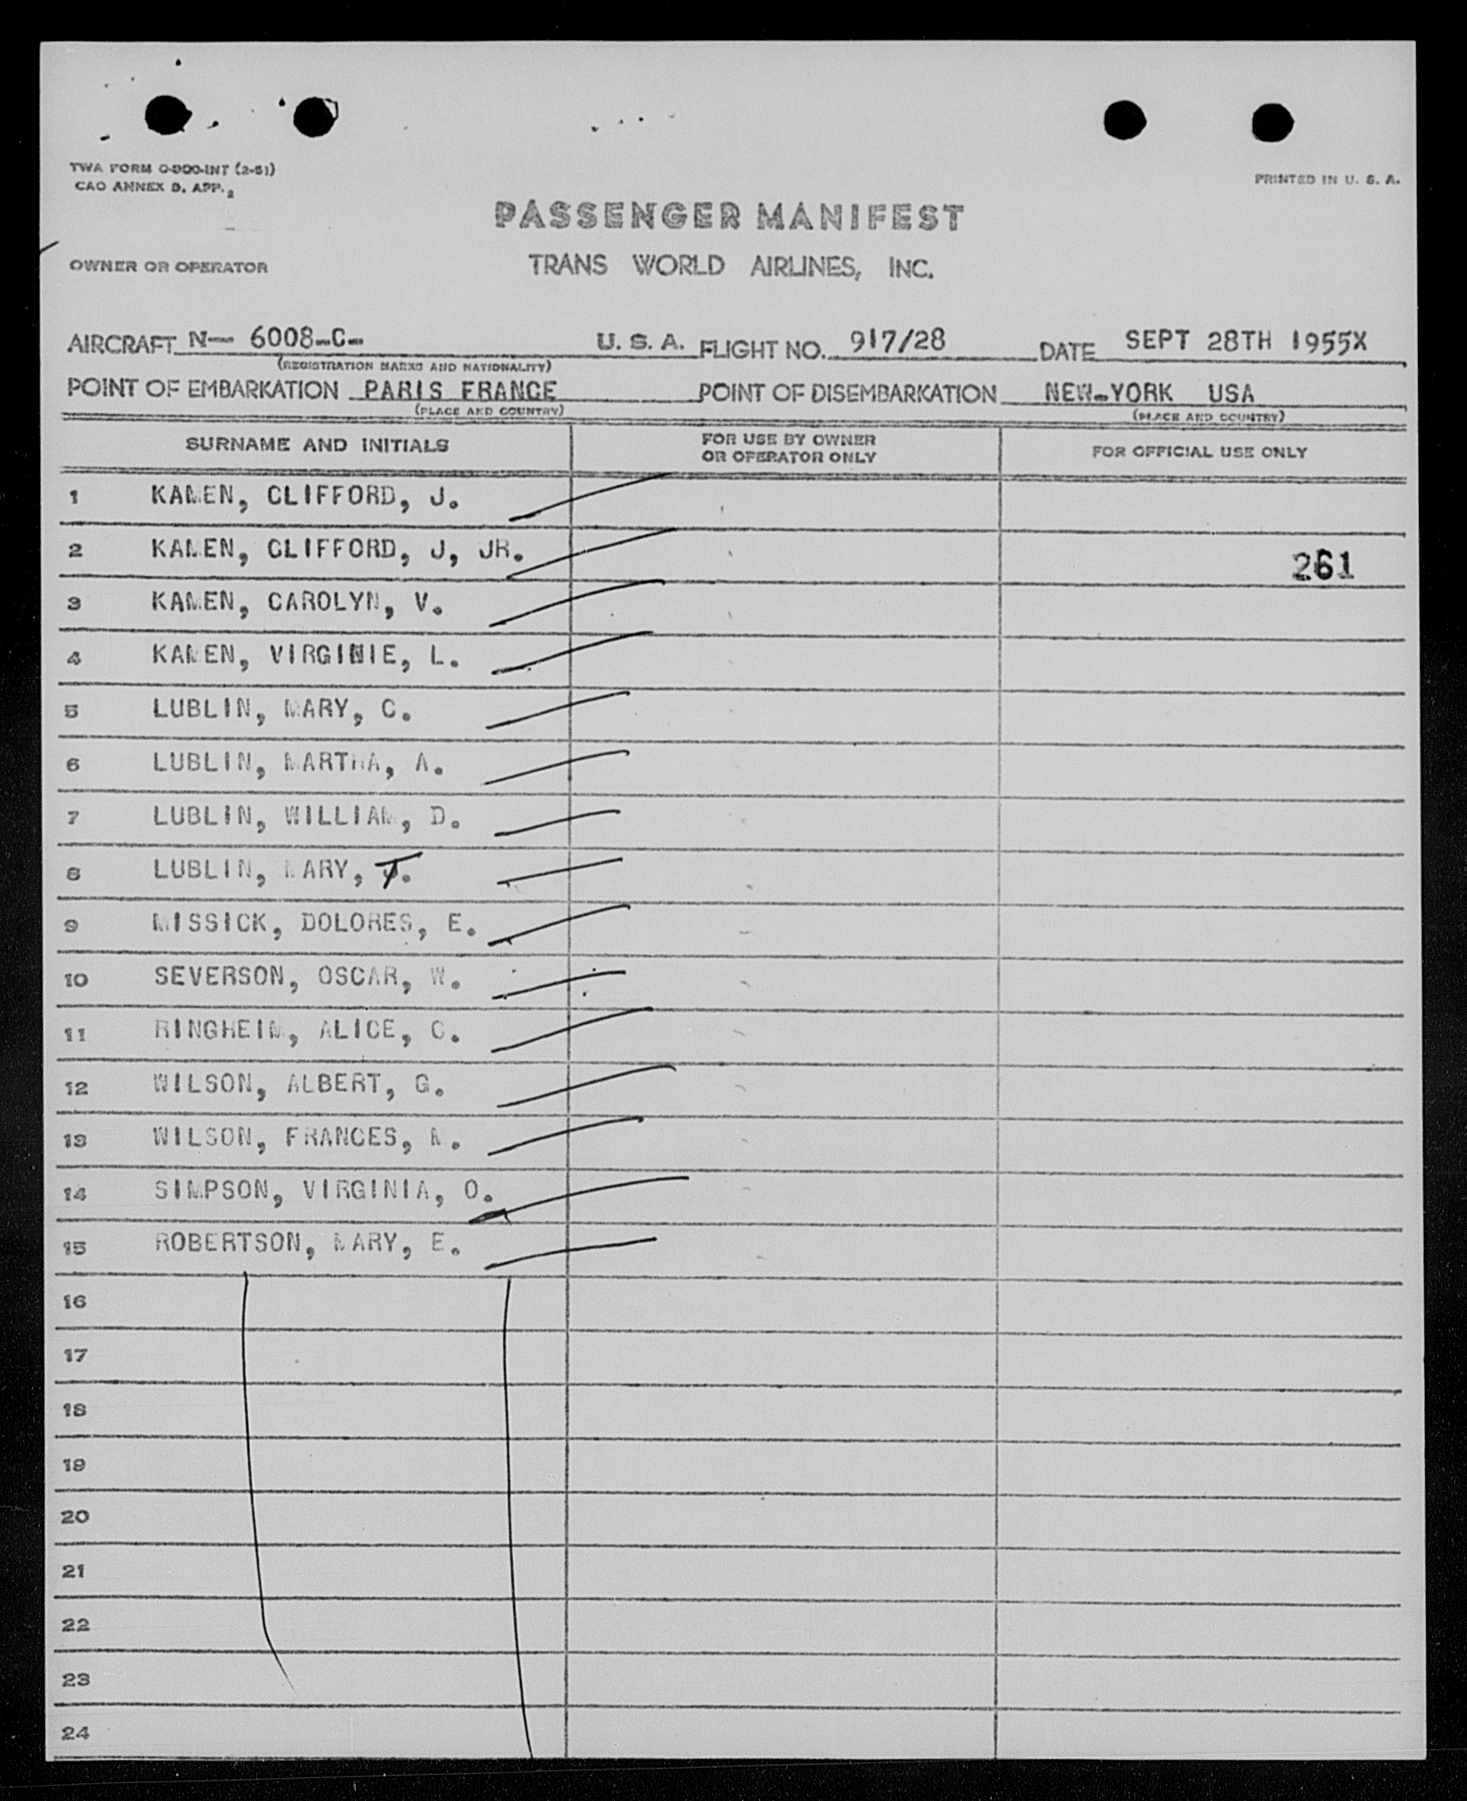 TWA FORM O-300-INT (2-51)
CAO ANNEX 9, APP. 2
PRINTED IN U. S. A.
PASSENGER MANIFEST
OWNER OR OPERATOR TRANS WORLD AIRLINES, INC.
AIRCRAFT N— 6008-C- U. S. A. FLIGHT NO. 917/28 DATE SEPT 28TH 1955X
(REGISTRATION MARKS AND NATIONALITY)
POINT OF EMBARKATION PARIS FRANCE POINT OF DISEMBARKATION NEW-YORK USA
(PLACE AND COUNTRY) (PLACE AND COUNTRY)
SURNAME AND INITIALS FOR USE BY OWNER OR OPERATOR ONLY FOR OFFICIAL USE ONLY
1 KAMEN, CLIFFORD, J.
2 KAMEN, CLIFFORD, J, JR. 261
3 KAMEN, CAROLYN, V.
4 KAMEN, VIRGINIE, L.
5 LUBLIN, MARY, C.
6 LUBLIN, MARTHA, A.
7 LUBLIN, WILLIAM, D.
8 LUBLIN, MARY, J.
9 MISSICK, DOLORES, E.
10 SEVERSON, OSCAR, W.
11 RINGHEIM, ALICE, C.
12 WILSON, ALBERT, G.
13 WILSON, FRANCES, M.
14 SIMPSON, VIRGINIA, O.
15 ROBERTSON, MARY, E.
16
17
18
19
20
21
22
23
24